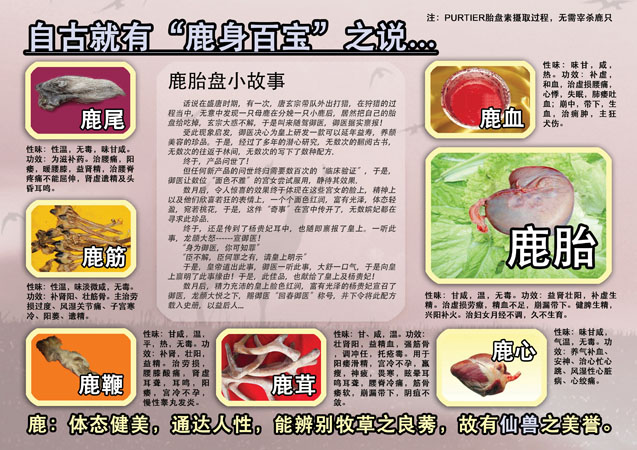 注：PURTIER胎盘素摄取过程，无需宰杀鹿只
自古就有“鹿身百宝”之说...
鹿尾
性味：性温，无毒，味甘咸。
功效：为滋补药。治腰痛，阳
痿，暖腰膝，益肾精，治腰脊
疼痛不能屈伸，肾虚遗精及头
昏耳鸣。
鹿筋
性味：性温，味淡微咸，无毒。
功效：补肾阳、壮筋骨。主治劳
损过度、风湿关节痛、子宫寒
冷、阳萎、遗精。
鹿胎盘小故事
话说在盛唐时期，有一次，唐玄宗带队外出打猎，在狩猎的过
程当中，无意中发现一只母鹿在分娩一只小鹿后，居然把自己的胎
盘给吃掉，玄宗大惑不解，于是叫来随驾御医，御医据实禀报！
受此现象启发，御医决心为皇上研发一款可以延年益寿，养颜
美容的珍品。于是，经过了多年的潜心研究，无数次的翻阅古书，
无数次的往返于林间，无数次的写下了数种配方。
终于，产品问世了！
但任何新产品的问世终归需要数百次的“临床验证”，于是，
御医让数位“面色不雅”的宫女尝试服用，静待其效果。
数月后，令人惊喜的效果终于体现在这些宫女的脸上，精神上
以及他们欣喜若狂的表情上，一个个面色红润，富有光泽，体态轻
盈，宛若桃花，于是，这件“奇事”在宫中传开了，无数嫔妃都在
寻求此珍品。
终于，还是传到了杨贵妃耳中，也随即禀报了皇上，一听此
事，龙颜大怒------宣御医！
“身为御医，你可知罪”
“臣不解，臣何罪之有，请皇上明示”
于是，皇帝道出此事，御医一听此事，大舒一口气，于是向皇
上禀明了此事缘由！于是，此佳品，也献给了皇上及杨贵妃！
数月后，精力充沛的皇上脸色红润，富有光泽的杨贵妃宣召了
御医，龙颜大悦之下，赐御医“回春御医”称号，并下令将此配方
载入史册，以益后人...
鹿血
性味：味甘，咸，
热。功效：补虚，
和血，治虚损腰痛，
心悸，失眠，肺痿吐
血；崩中，带下，生
血，治痈肿，主狂
犬伤。
鹿胎
性味：甘咸，温，无毒。功效：益肾壮阳，补虚生
精。治虚损劳瘵，精血不足，崩漏带下。健脾生精，
兴阳补火。治妇女月经不调，久不生育。
鹿鞭
性味：甘咸，温，
平，热，无毒。功
效：补肾，壮阳，
益精。治劳损，
腰膝酸痛，肾虚
耳聋，耳鸣，阳
痿，宫冷不孕，
慢性睾丸发炎。
鹿茸
性味：甘、咸，温。功效：
壮肾阳，益精血，强筋骨
，调冲任，托疮毒。用于
阳痿滑精，宫冷不孕，羸
瘦，神疲，畏寒，眩晕耳
鸣耳聋，腰脊冷痛，筋骨
痿软，崩漏带下，阴疽不
敛。
鹿心
性味：味甘咸，
气温，无毒。功
效：养气补血、
安神、治心忙心
跳、风湿性心脏
病、心绞痛。
鹿：体态健美，通达人性，能辨别牧草之良莠，故有仙兽之美誉。